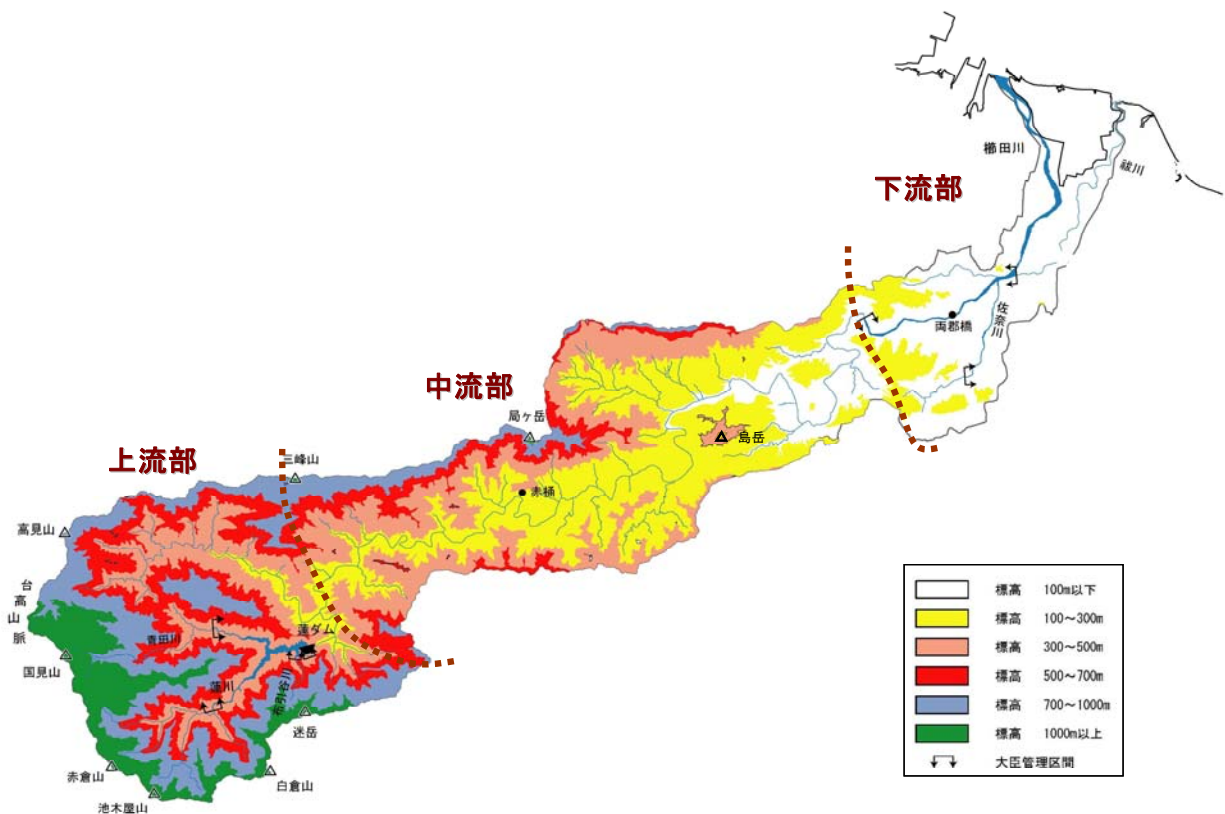 櫛田川
祓川
下流部
佐奈川
両郡橋
中流部
局ヶ岳
島岳
上流部
三峰山
赤桶
高見山
台高山脈
蓮ダム
青田川
国見山
蓮川
布引谷川
迷岳
赤倉山
白倉山
池木屋山
標高 100m以下
標高 100～300m
標高 300～500m
標高 500～700m
標高 700～1000m
標高 1000m以上
大臣管理区間